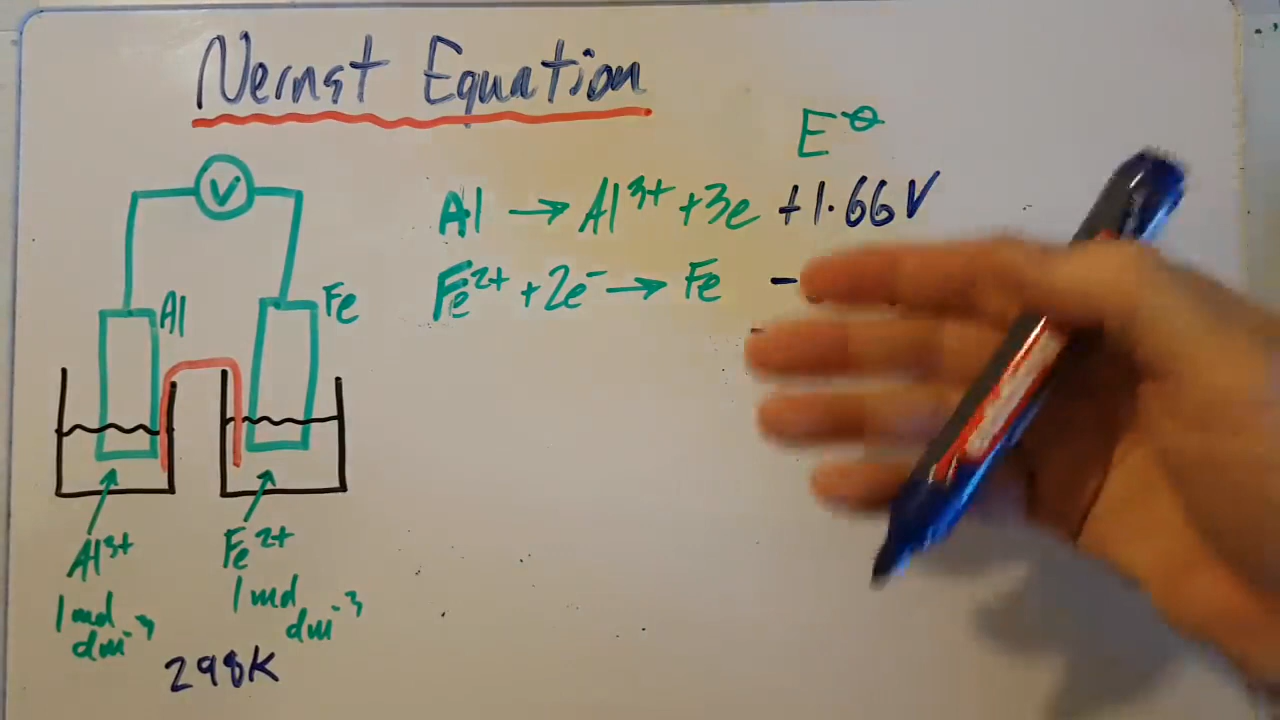 Nernst Equation
E⦵
Al → Al³⁺ + 3e +1.66V
Fe²⁺ + 2e⁻ → Fe -
V
Al
Fe
Al³⁺
1 mol
dm⁻³
Fe²⁺
1 mol
dm⁻³
298K